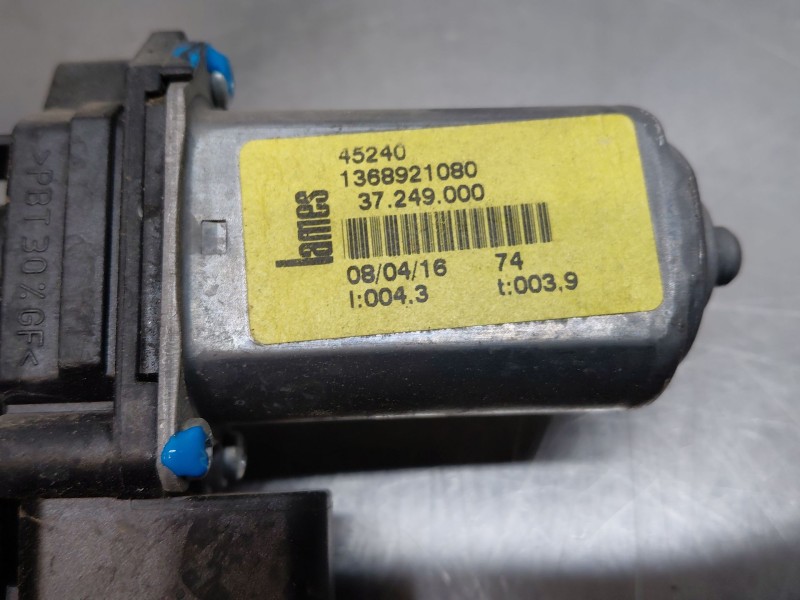 >PBT 30% GF<
lames
45240
1368921080
37.249.000
08/04/16 74
I:004.3 t:003,9